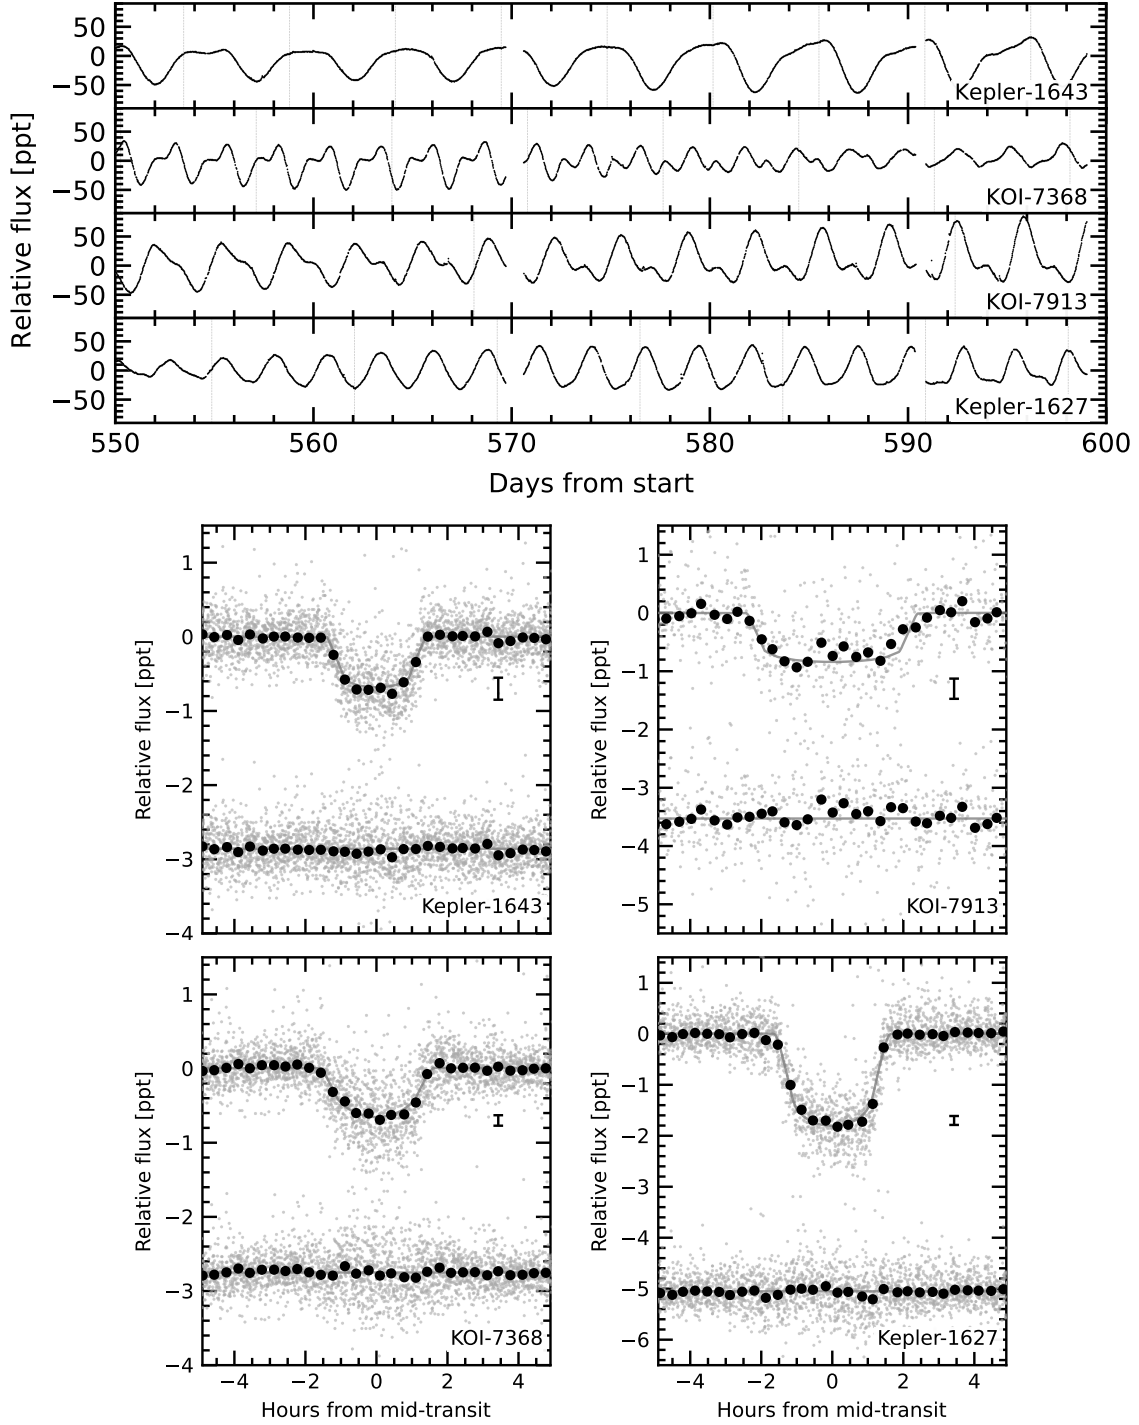 50
0
−50
Kepler-1643
50
0
−50
KOI-7368
50
0
−50
KOI-7913
50
0
−50
Kepler-1627
Relative flux [ppt]
550 560 570 580 590 600
Days from start
1
0
−1
−2
−3
−4
Relative flux [ppt]
Kepler-1643
1
0
−1
−2
−3
−4
−5
Relative flux [ppt]
KOI-7913
1
0
−1
−2
−3
−4
Relative flux [ppt]
KOI-7368
−4 −2 0 2 4
Hours from mid-transit
1
0
−1
−2
−3
−4
−5
−6
Relative flux [ppt]
Kepler-1627
−4 −2 0 2 4
Hours from mid-transit